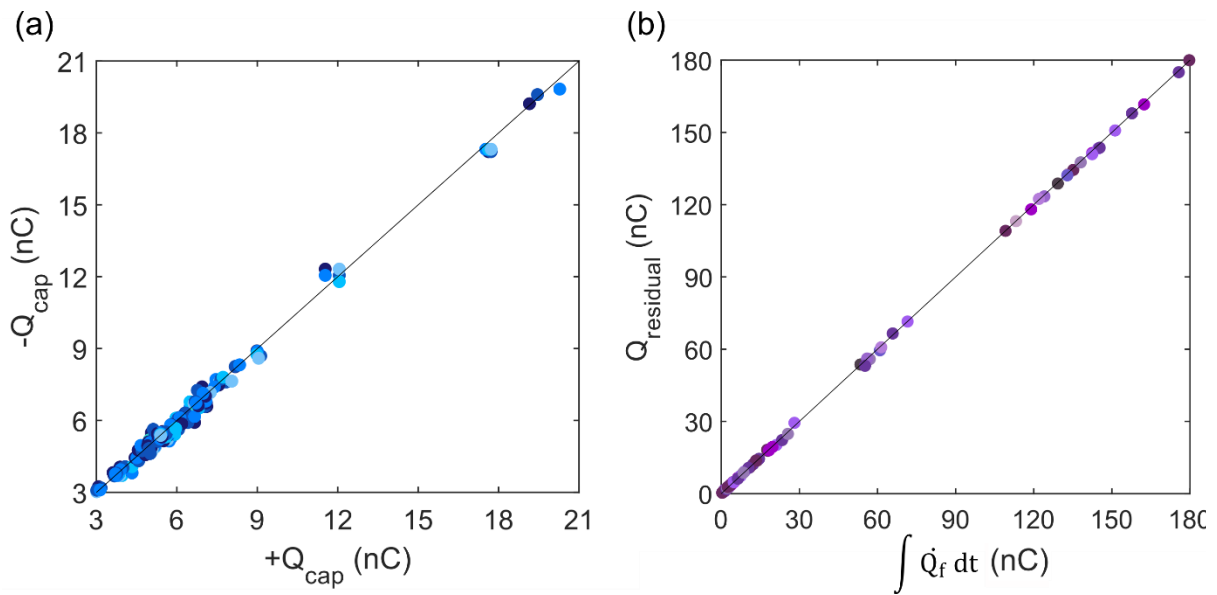 (a)
21
18
15
12
9
6
3
-Q_cap (nC)
3 6 9 12 15 18 21
+Q_cap (nC)
(b)
180
150
120
90
60
30
0
Q_residual (nC)
0 30 60 90 120 150 180
∫ Q̇_f dt (nC)